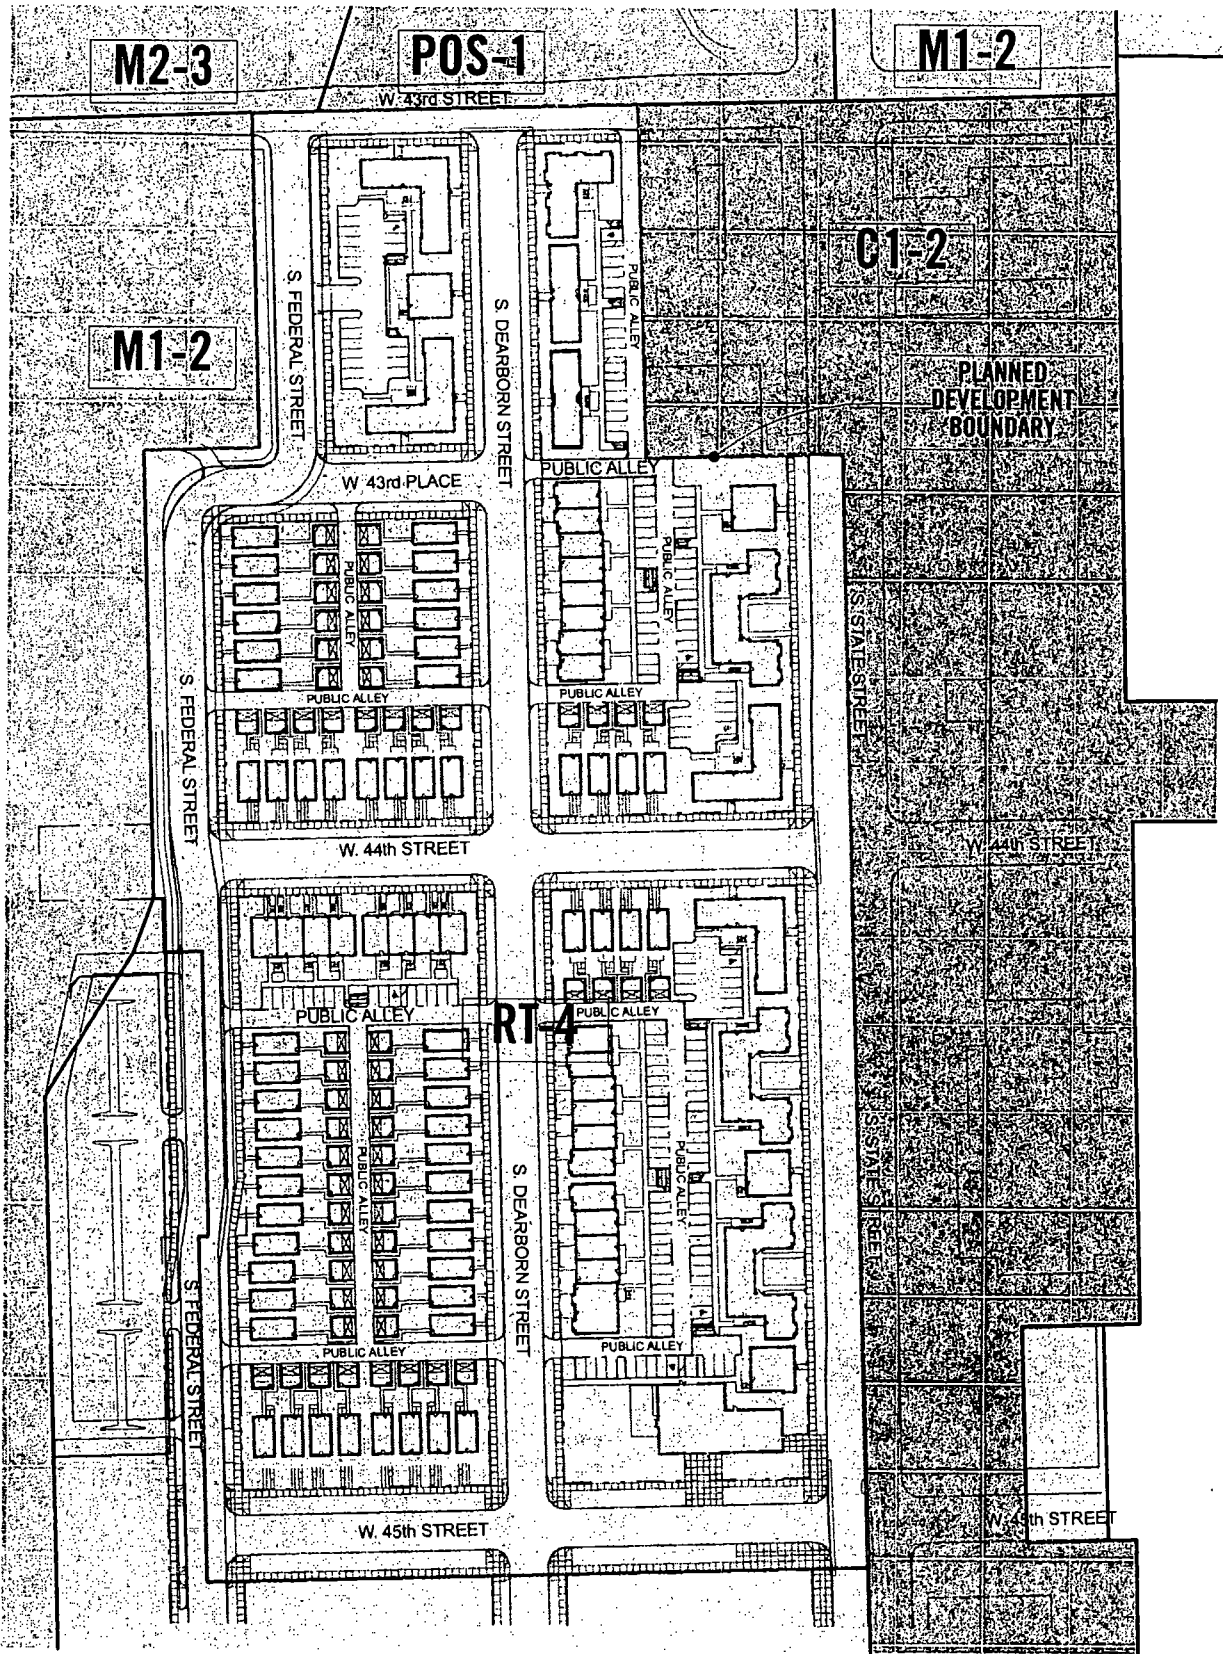 M2-3
POS-1
M1-2
W. 43rd STREET
C1-2
S. FEDERAL STREET
S. DEARBORN STREET
PUBLIC ALLEY
M1-2
PLANNED
DEVELOPMENT
BOUNDARY
PUBLIC ALLEY
W. 43rd PLACE
PUBLIC ALLEY
PUBLIC ALLEY
PUBLIC ALLEY
PUBLIC ALLEY
S. FEDERAL STREET
S STATE STREET
W. 44th STREET
W. 44th STREET
PUBLIC ALLEY
RT-4
PUBLIC ALLEY
PUBLIC ALLEY
PUBLIC ALLEY
S. DEARBORN STREET
S STATE STREET
S. FEDERAL STREET
PUBLIC ALLEY
PUBLIC ALLEY
W. 45th STREET
W. 45th STREET